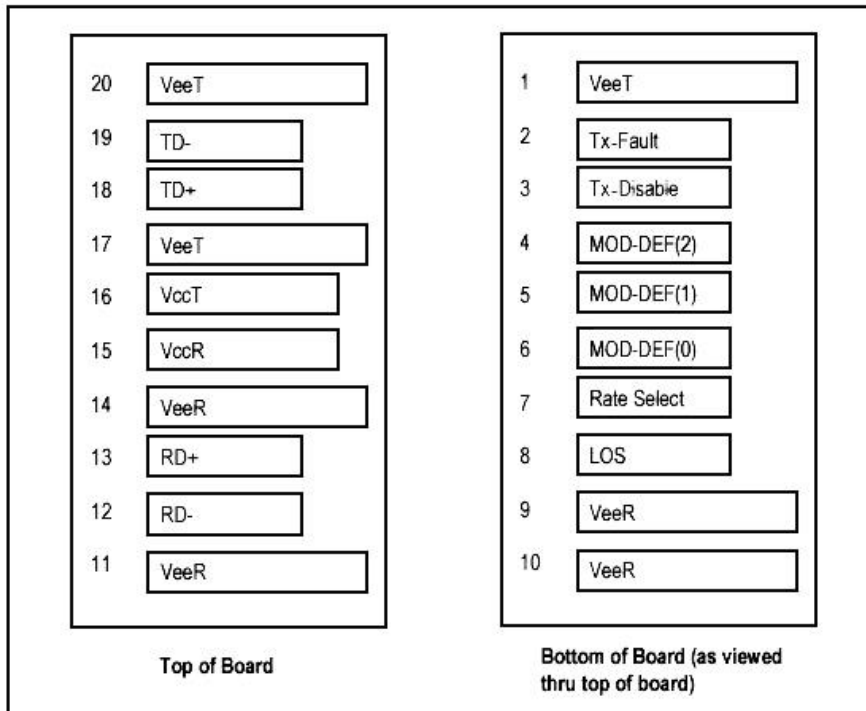 20 VeeT
19 TD-
18 TD+
17 VeeT
16 VccT
15 VccR
14 VeeR
13 RD+
12 RD-
11 VeeR
Top of Board
1 VeeT
2 Tx-Fault
3 Tx-Disable
4 MOD-DEF(2)
5 MOD-DEF(1)
6 MOD-DEF(0)
7 Rate Select
8 LOS
9 VeeR
10 VeeR
Bottom of Board (as viewed
thru top of board)